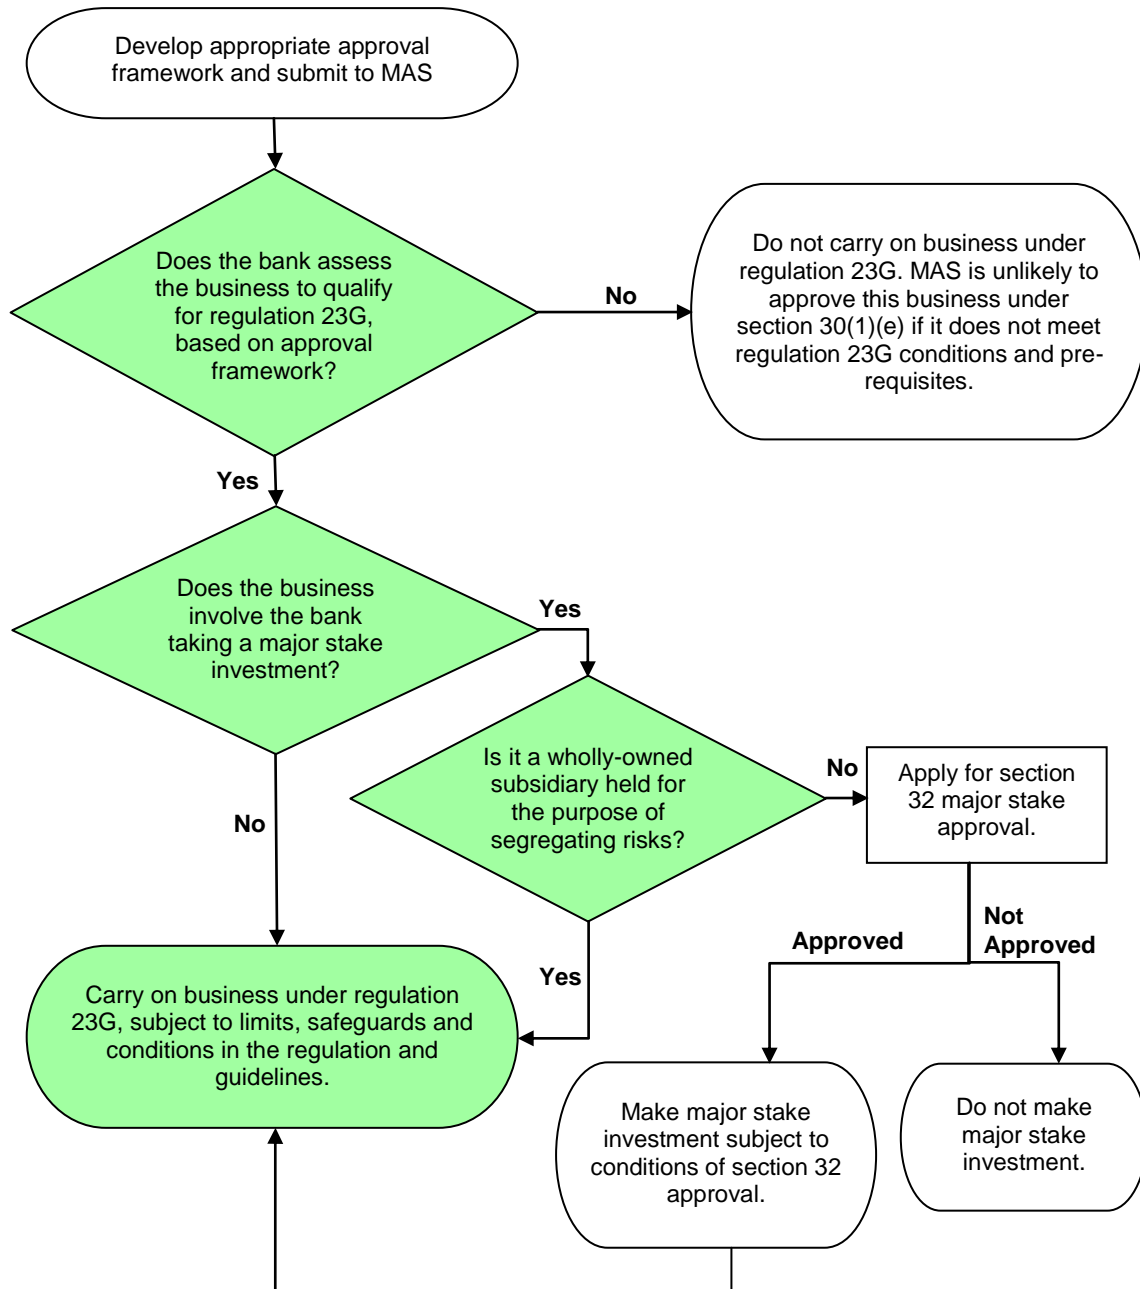 Develop appropriate approval
framework and submit to MAS
Does the bank assess
the business to qualify
for regulation 23G,
based on approval
framework?
No
Do not carry on business under
regulation 23G. MAS is unlikely to
approve this business under
section 30(1)(e) if it does not meet
regulation 23G conditions and pre-
requisites.
Yes
Does the business
involve the bank
taking a major stake
investment?
Yes
Is it a wholly-owned
subsidiary held for
the purpose of
segregating risks?
No
Apply for section
32 major stake
approval.
No
Approved
Not
Approved
Yes
Carry on business under regulation
23G, subject to limits, safeguards and
conditions in the regulation and
guidelines.
Make major stake
investment subject to
conditions of section 32
approval.
Do not make
major stake
investment.